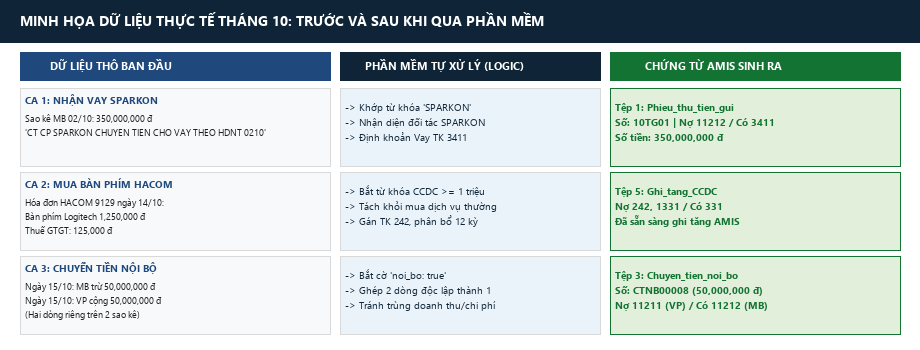 MINH HỌA DỮ LIỆU THỰC TẾ THÁNG 10: TRƯỚC VÀ SAU KHI QUA PHẦN MỀM
DỮ LIỆU THÔ BAN ĐẦU
PHẦN MỀM TỰ XỬ LÝ (LOGIC)
CHỨNG TỪ AMIS SINH RA
CA 1: NHẬN VAY SPARKON
Sao kê MB 02/10: 350,000,000 đ
'CT CP SPARKON CHUYEN TIEN CHO VAY THEO HDNT 0210'
-> Khớp từ khóa 'SPARKON'
-> Nhận diện đối tác SPARKON
-> Định khoản Vay TK 3411
Tệp 1: Phieu_thu_tien_gui
Số: 10TG01 | Nợ 11212 / Có 3411
Số tiền: 350,000,000 đ
CA 2: MUA BÀN PHÍM HACOM
Hóa đơn HACOM 9129 ngày 14/10:
Bàn phím Logitech 1,250,000 đ
Thuế GTGT: 125,000 đ
-> Bắt từ khóa CCDC >= 1 triệu
-> Tách khỏi mua dịch vụ thường
-> Gán TK 242, phân bổ 12 kỳ
Tệp 5: Ghi_tang_CCDC
Nợ 242, 1331 / Có 331
Đã sẵn sàng ghi tăng AMIS
CA 3: CHUYỂN TIỀN NỘI BỘ
Ngày 15/10: MB trừ 50,000,000 đ
Ngày 15/10: VP cộng 50,000,000 đ
(Hai dòng riêng trên 2 sao kê)
-> Bắt cờ 'noi_bo: true'
-> Ghép 2 dòng độc lập thành 1
-> Tránh trùng doanh thu/chi phí
Tệp 3: Chuyen_tien_noi_bo
Số: CTNB00008 (50,000,000 đ)
Nợ 11211 (VP) / Có 11212 (MB)